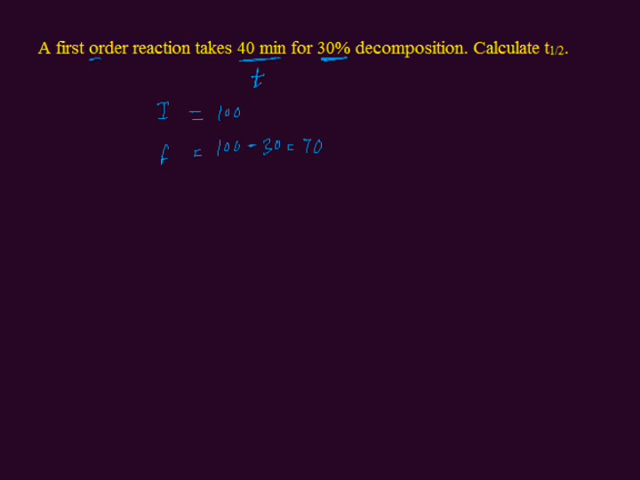 A first order reaction takes 40 min for 30% decomposition. Calculate t1/2.
t
I = 100
f = 100 - 30 = 70